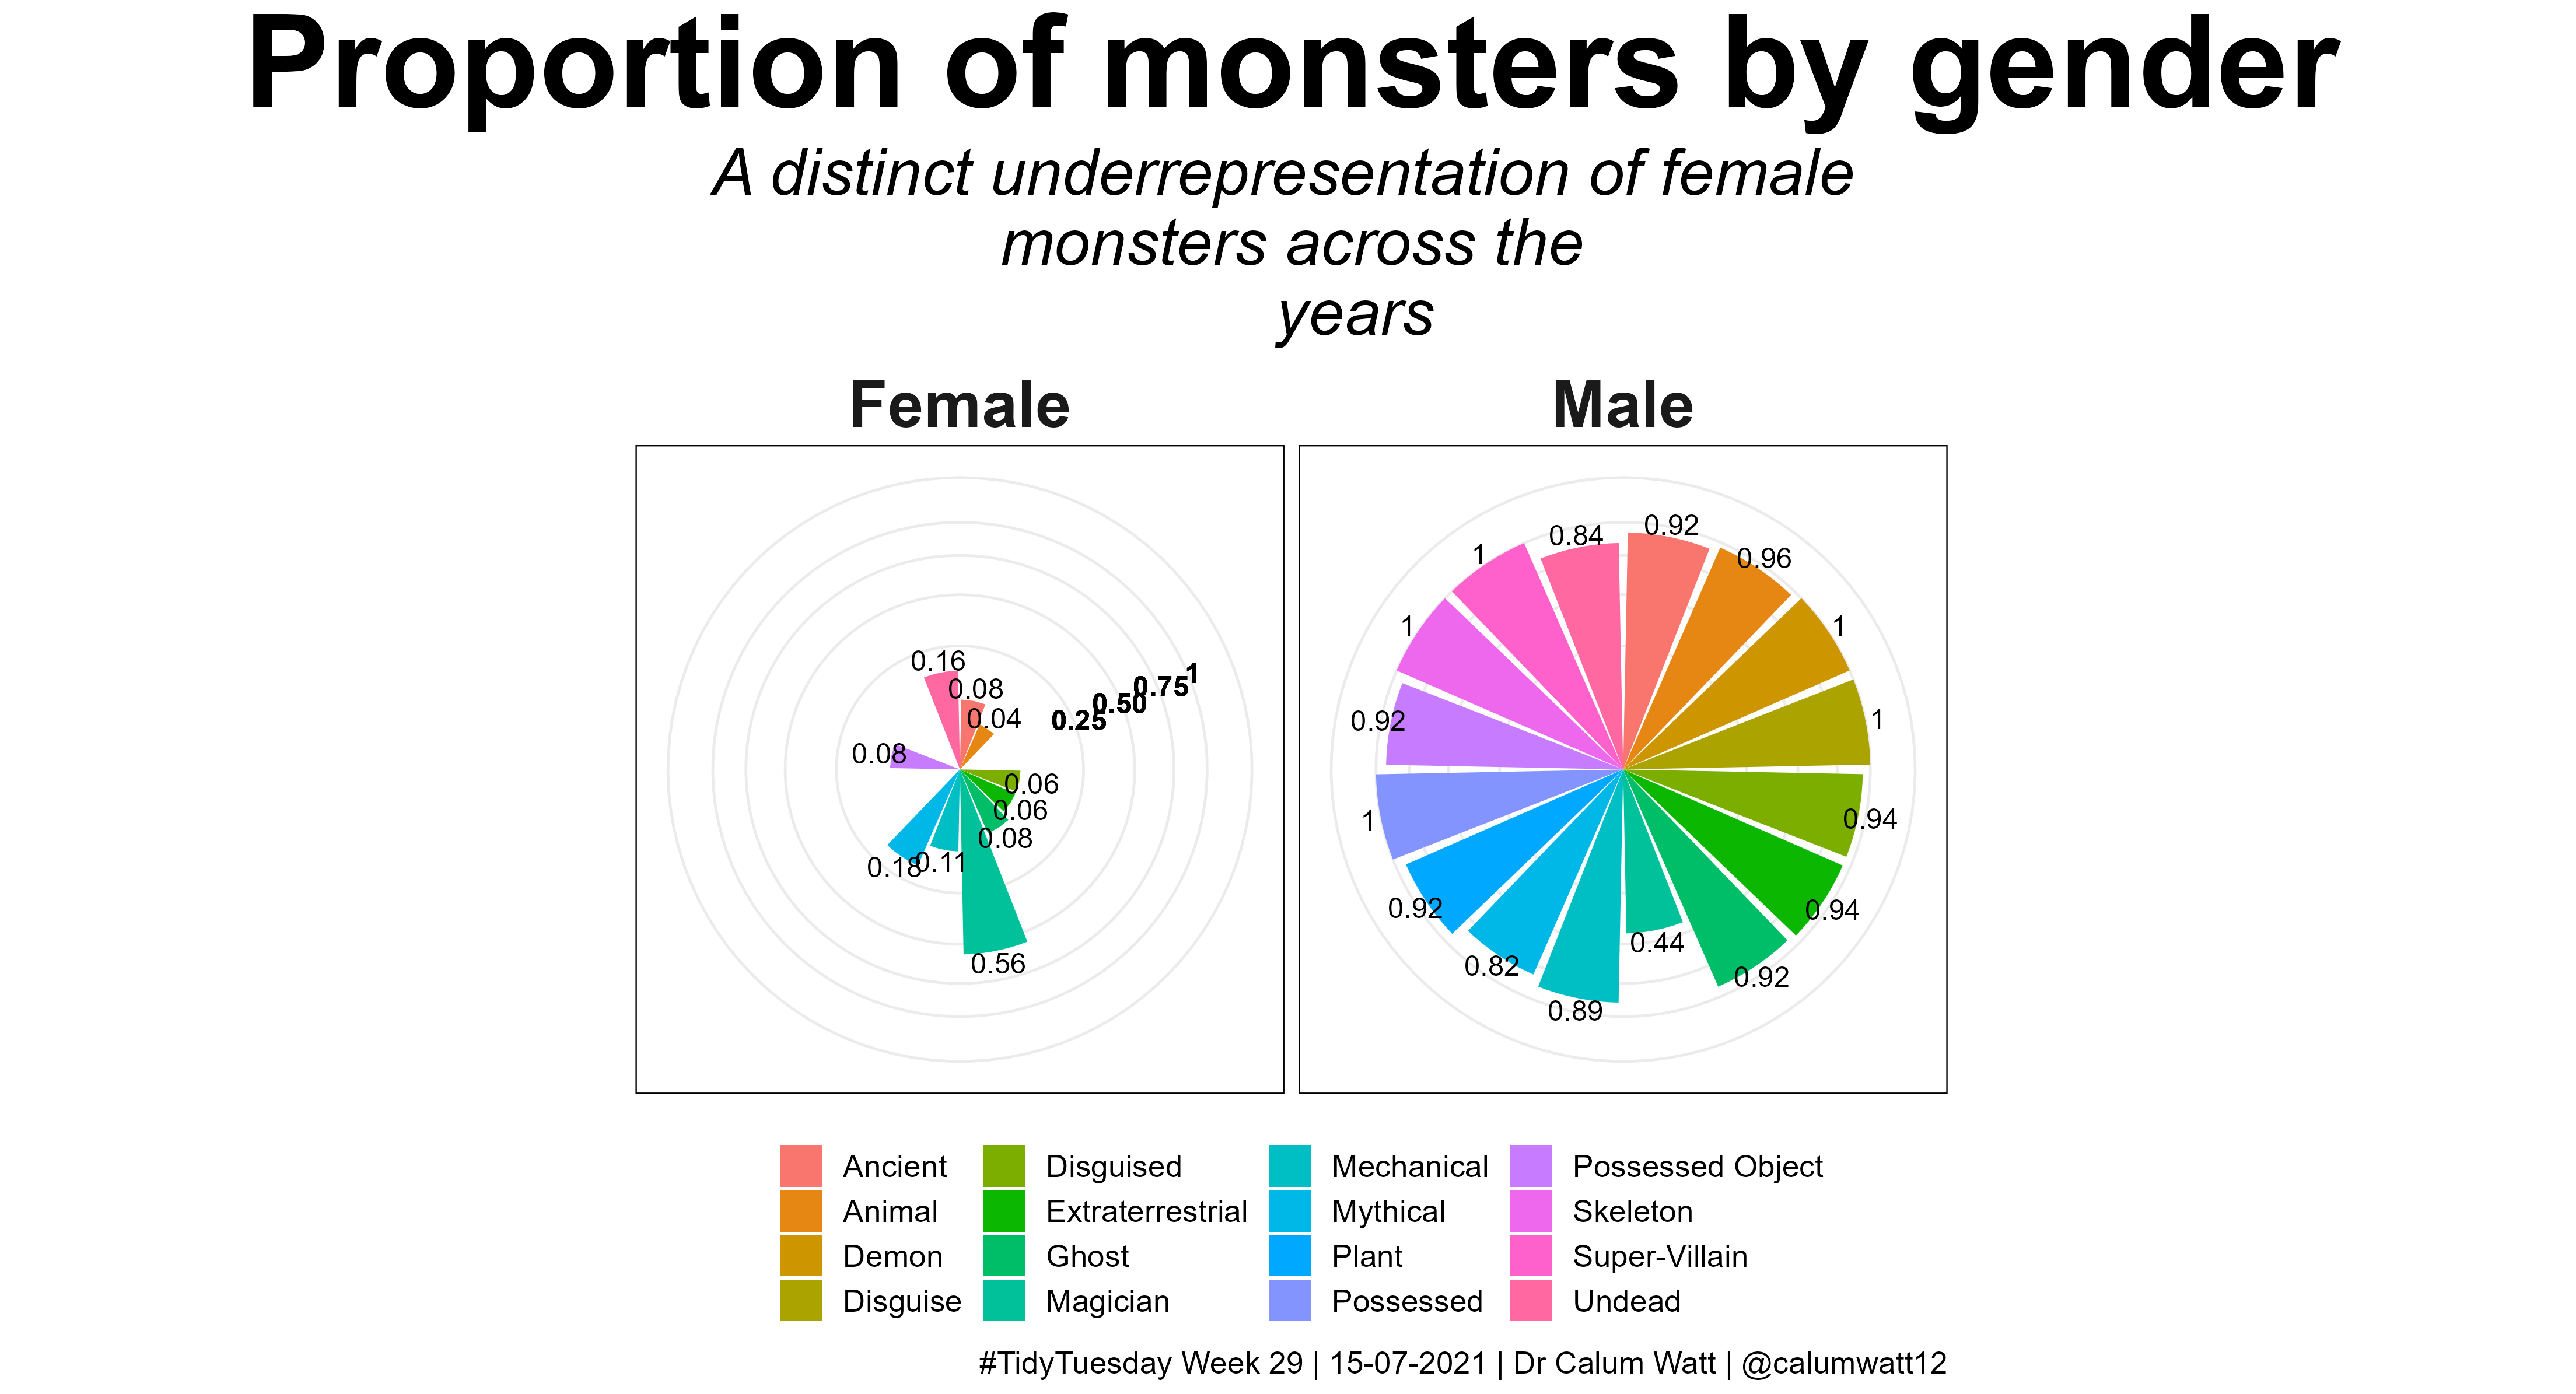 Proportion of monsters by gender
A distinct underrepresentation of female
monsters across the
years
Female
Male
0.16
0.08
0.04
0.08
0.06
0.06
0.08
0.18
0.11
0.56
0.25
0.50
0.75
1
0.84
0.92
0.96
1
1
1
1
0.92
1
0.94
0.94
0.92
0.44
0.89
0.82
0.92
Ancient
Animal
Demon
Disguise
Disguised
Extraterrestrial
Ghost
Magician
Mechanical
Mythical
Plant
Possessed
Possessed Object
Skeleton
Super-Villain
Undead
#TidyTuesday Week 29 | 15-07-2021 | Dr Calum Watt | @calumwatt12